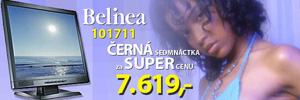 Belinea
101711
ČERNÁ SEDMNÁCTKA
za SUPER CENU
7.619,-